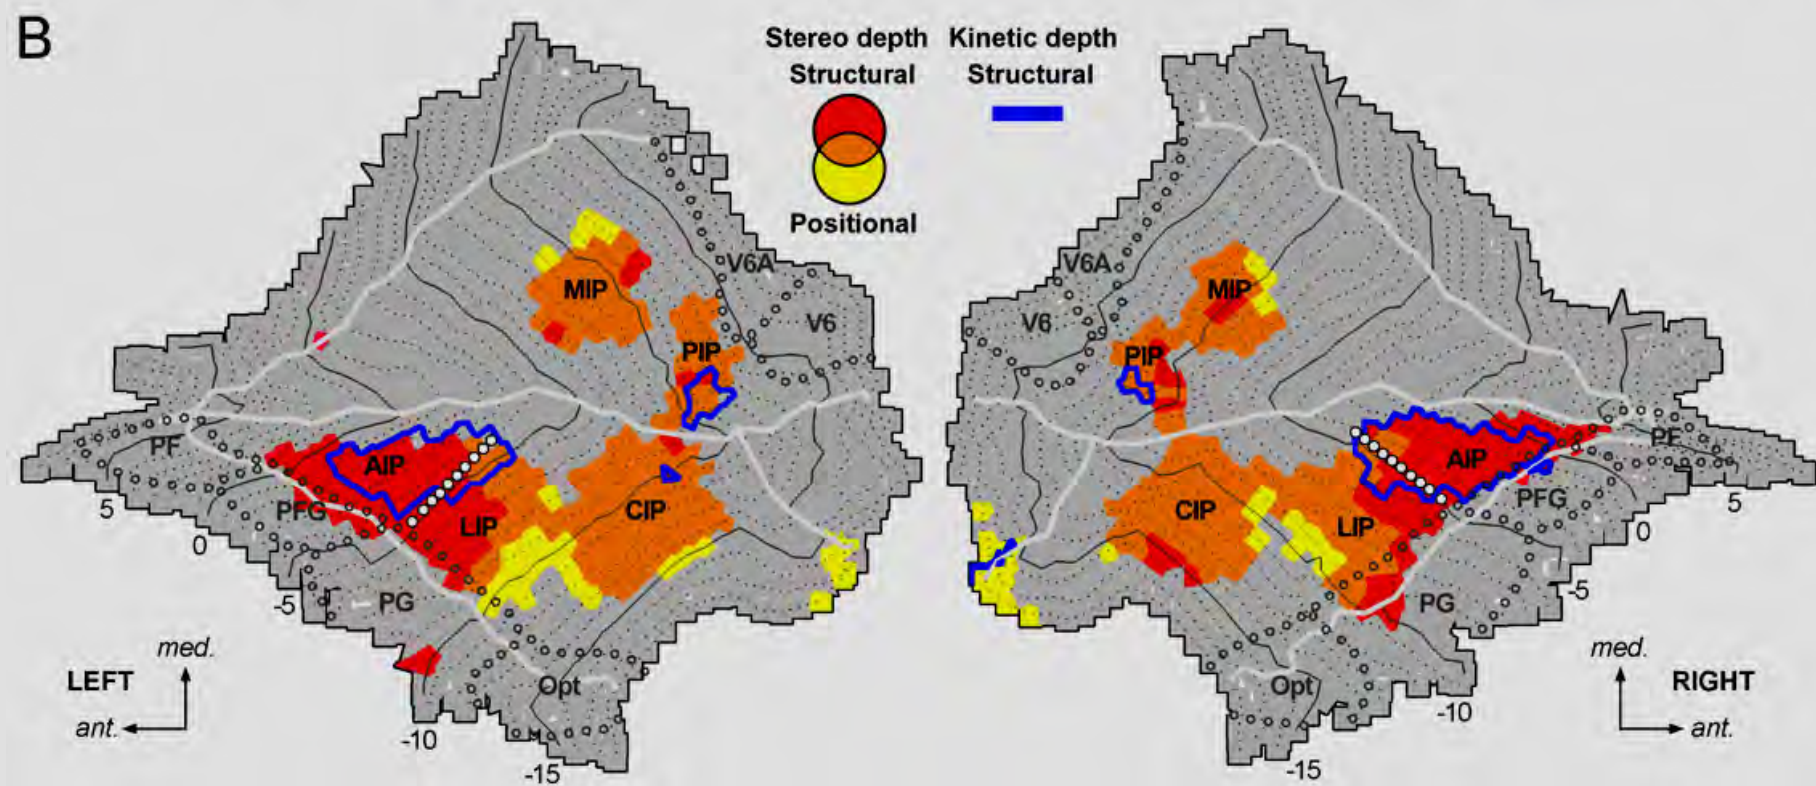 B
Stereo depth Kinetic depth
Structural Structural
Positional
V6A
MIP
V6
PIP
PF
AIP
PFG
LIP
CIP
5
0
-5
PG
Opt
-10
-15
LEFT
med.
ant.
V6A
MIP
V6
PIP
PF
AIP
PFG
LIP
CIP
5
0
-5
PG
Opt
-10
-15
RIGHT
med.
ant.